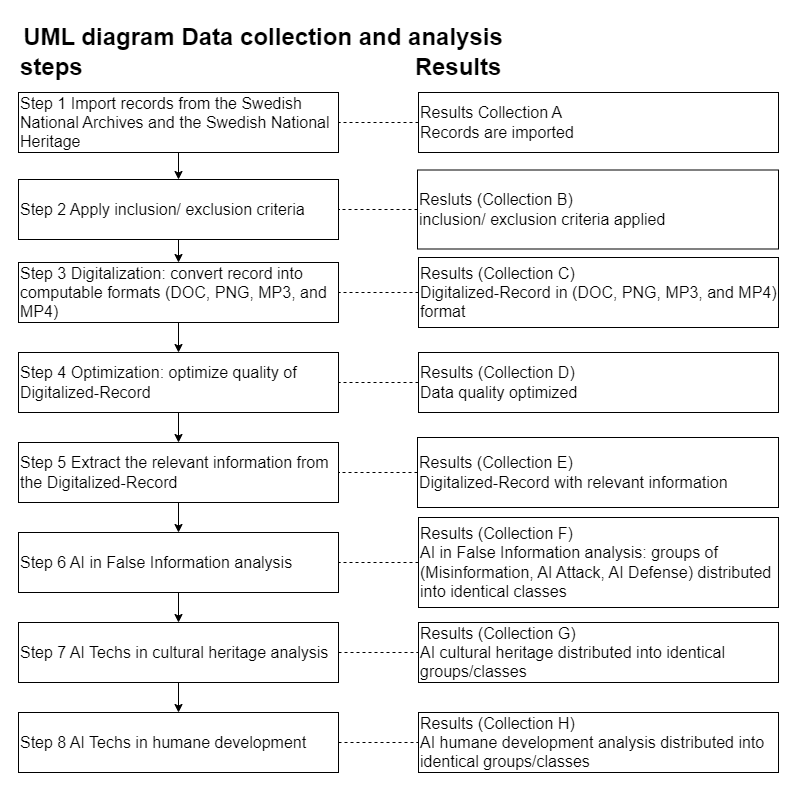 UML diagram Data collection and analysis
steps
Results
Step 1 Import records from the Swedish
National Archives and the Swedish National
Heritage
Results Collection A
Records are imported
Step 2 Apply inclusion/ exclusion criteria
Resluts (Collection B)
inclusion/ exclusion criteria applied
Step 3 Digitalization: convert record into
computable formats (DOC, PNG, MP3, and
MP4)
Results (Collection C)
Digitalized-Record in (DOC, PNG, MP3, and MP4)
format
Step 4 Optimization: optimize quality of
Digitalized-Record
Results (Collection D)
Data quality optimized
Step 5 Extract the relevant information from
the Digitalized-Record
Results (Collection E)
Digitalized-Record with relevant information
Step 6 AI in False Information analysis
Results (Collection F)
AI in False Information analysis: groups of
(Misinformation, AI Attack, AI Defense) distributed
into identical classes
Step 7 AI Techs in cultural heritage analysis
Results (Collection G)
AI cultural heritage distributed into identical
groups/classes
Step 8 AI Techs in humane development
Results (Collection H)
AI humane development analysis distributed into
identical groups/classes